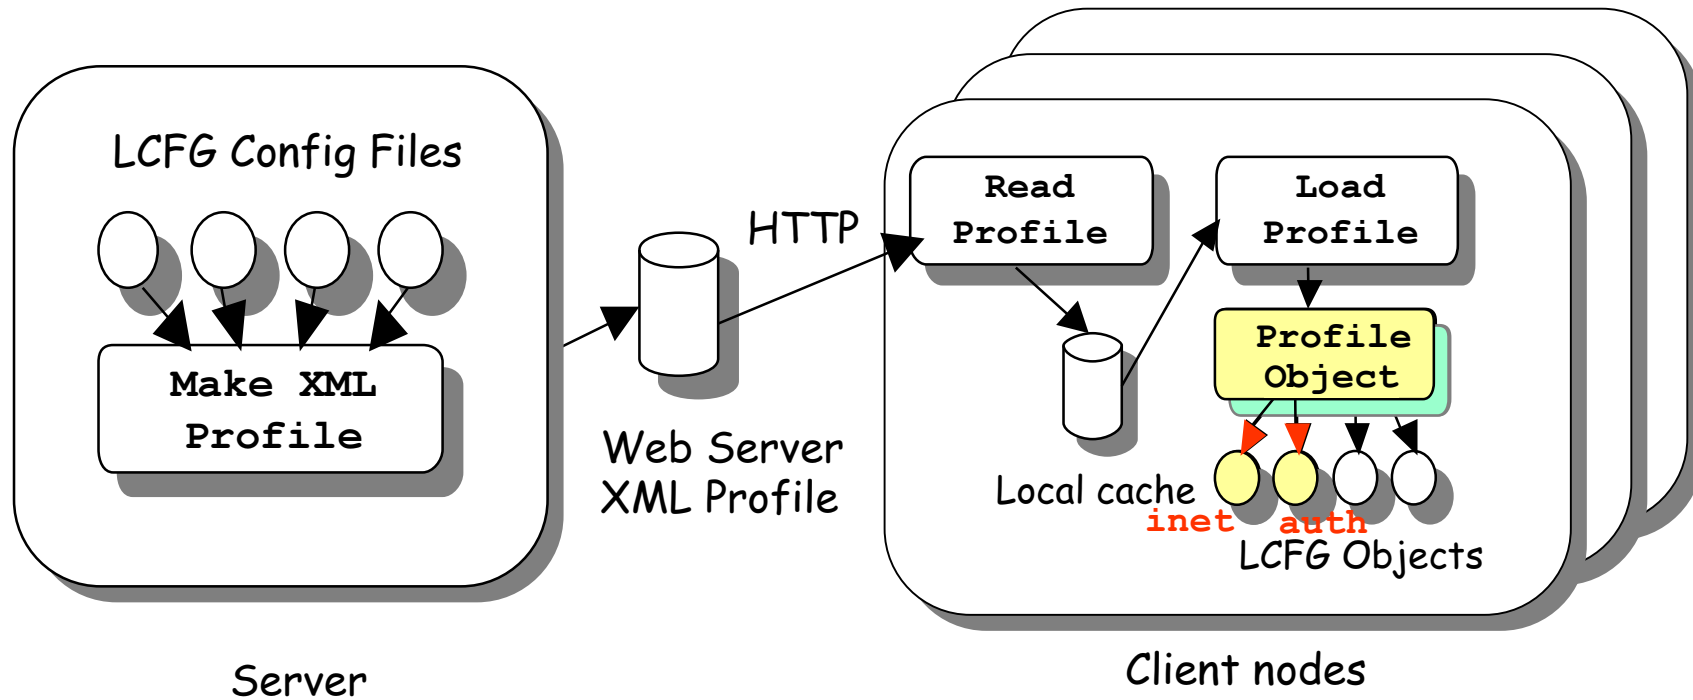 LCFG Config Files
Make XML
Profile
Server
Web Server
XML Profile
HTTP
Read
Profile
Load
Profile
Profile
Object
Local cache
inet
auth
LCFG Objects
Client nodes